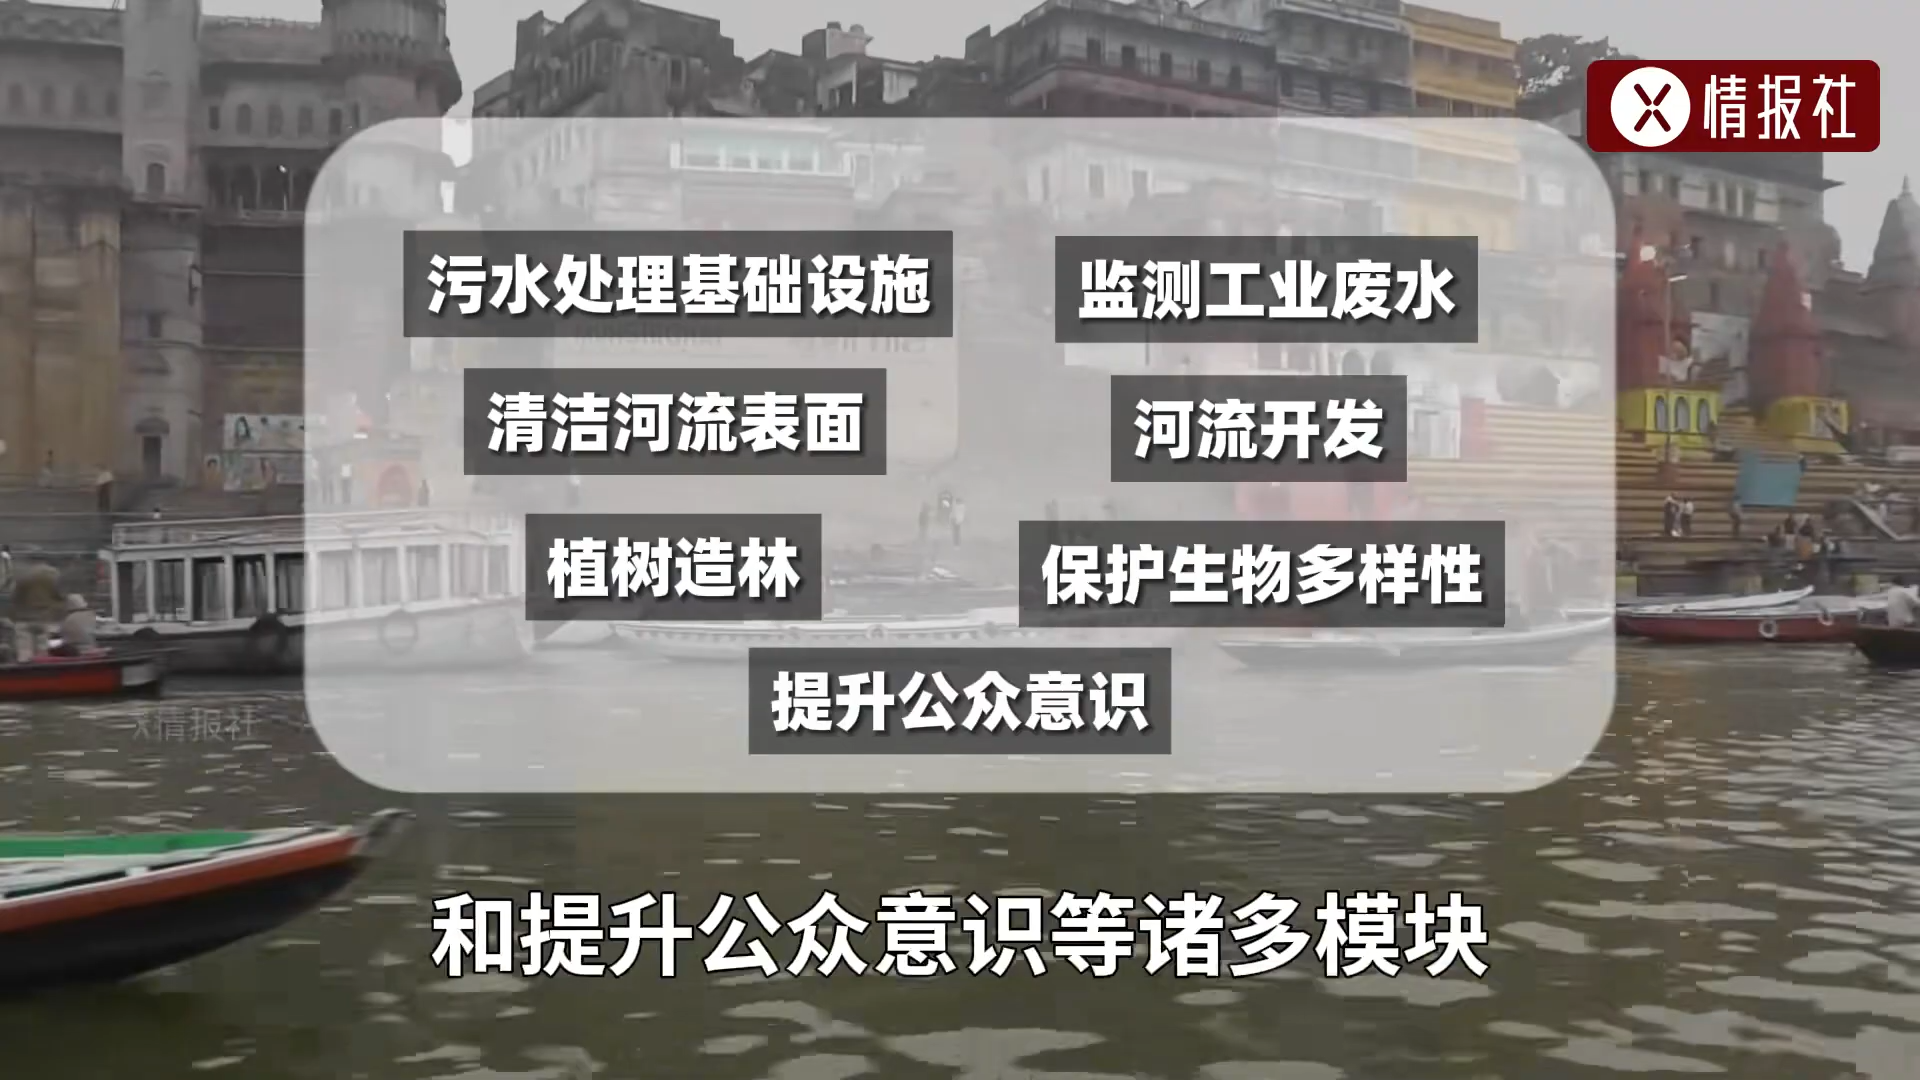 X情报社
污水处理基础设施
监测工业废水
清洁河流表面
河流开发
植树造林
保护生物多样性
提升公众意识
X情报社
和提升公众意识等诸多模块